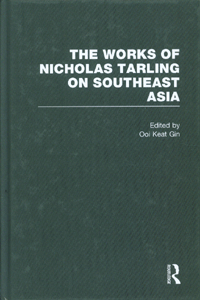 THE WORKS OF
NICHOLAS TARLING
ON SOUTHEAST
ASIA
Edited by
Ooi Keat Gin